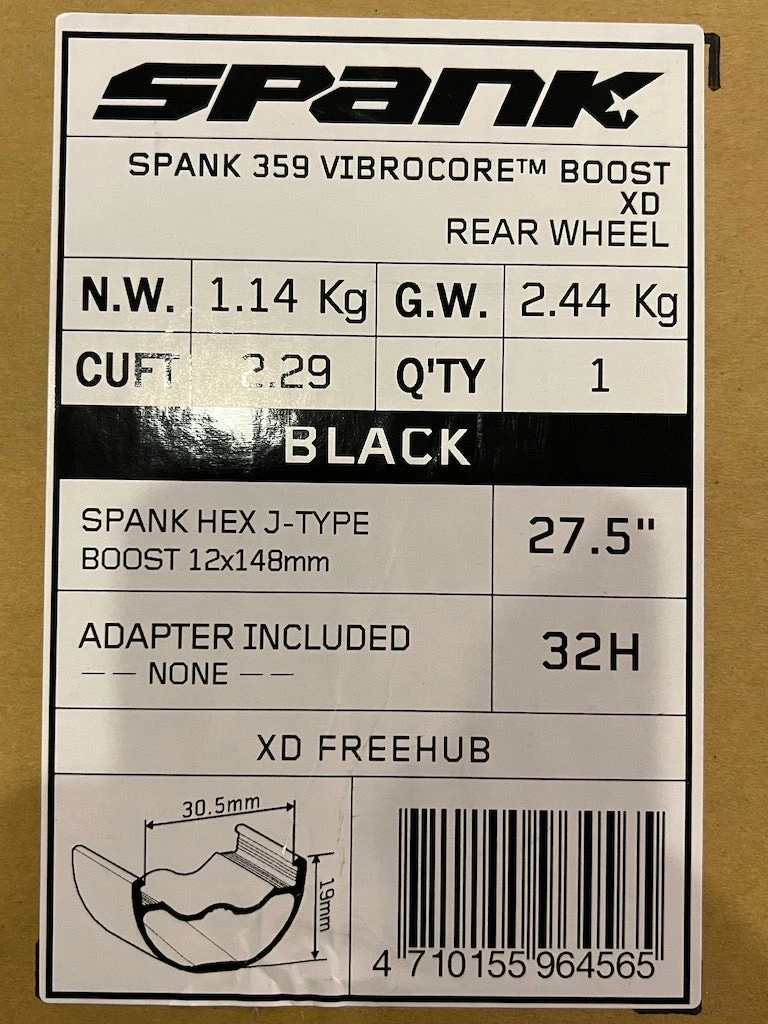 SPANK
SPANK 359 VIBROCORE™ BOOST
XD
REAR WHEEL
N.W. 1.14 Kg G.W. 2.44 Kg
CUFT 2.29 Q'TY 1
BLACK
SPANK HEX J-TYPE
BOOST 12x148mm
27.5"
ADAPTER INCLUDED
-- NONE --
32H
XD FREEHUB
30.5mm
19mm
4 710155 964565